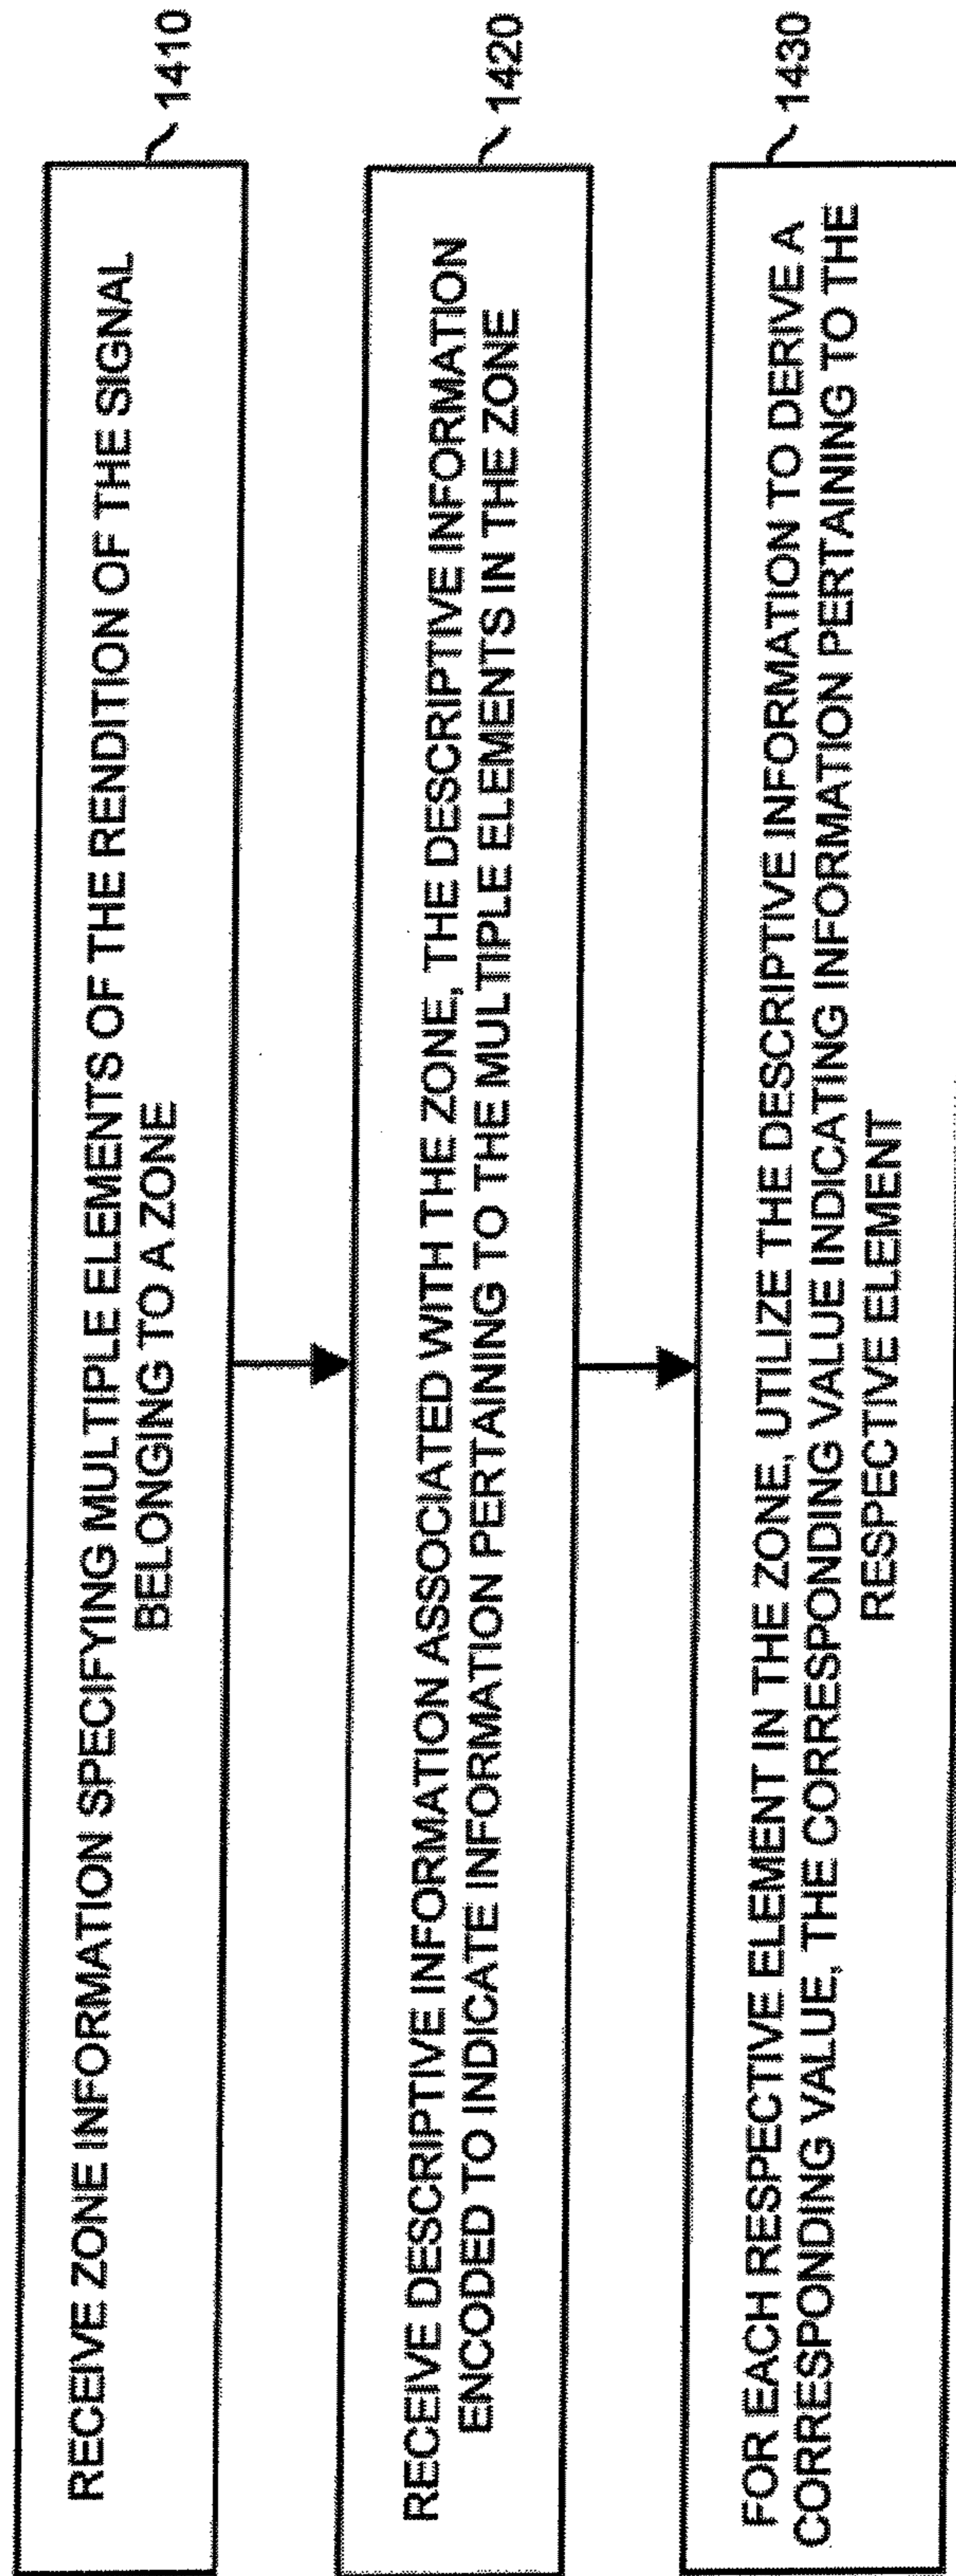 RECEIVE ZONE INFORMATION SPECIFYING MULTIPLE ELEMENTS OF THE RENDITION OF THE SIGNAL
BELONGING TO A ZONE
1410
RECEIVE DESCRIPTIVE INFORMATION ASSOCIATED WITH THE ZONE, THE DESCRIPTIVE INFORMATION
ENCODED TO INDICATE INFORMATION PERTAINING TO THE MULTIPLE ELEMENTS IN THE ZONE
1420
FOR EACH RESPECTIVE ELEMENT IN THE ZONE, UTILIZE THE DESCRIPTIVE INFORMATION TO DERIVE A
CORRESPONDING VALUE, THE CORRESPONDING VALUE INDICATING INFORMATION PERTAINING TO THE
RESPECTIVE ELEMENT
1430